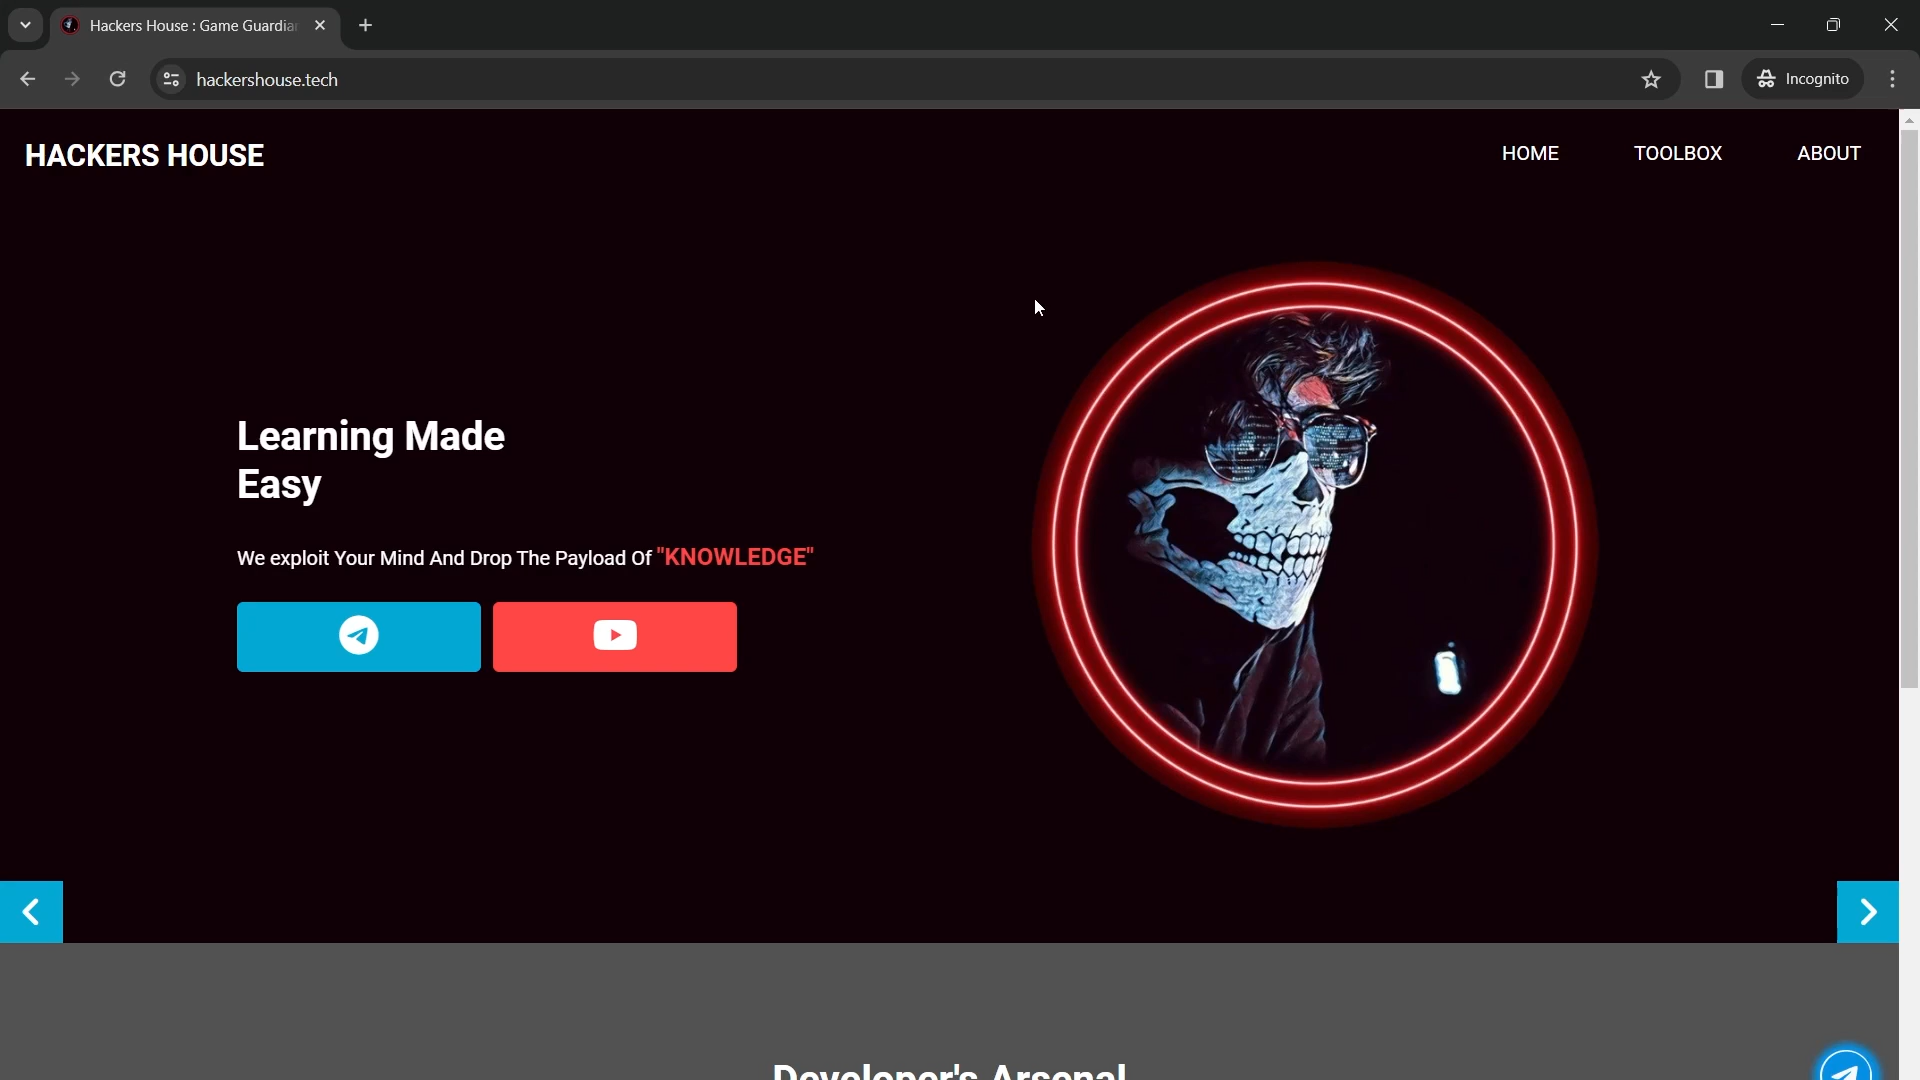 Hackers House : Game Guardian
hackershouse.tech
Incognito
HACKERS HOUSE
HOME
TOOLBOX
ABOUT
Learning Made
Easy
We exploit Your Mind And Drop The Payload Of "KNOWLEDGE"
Developer's Arsenal